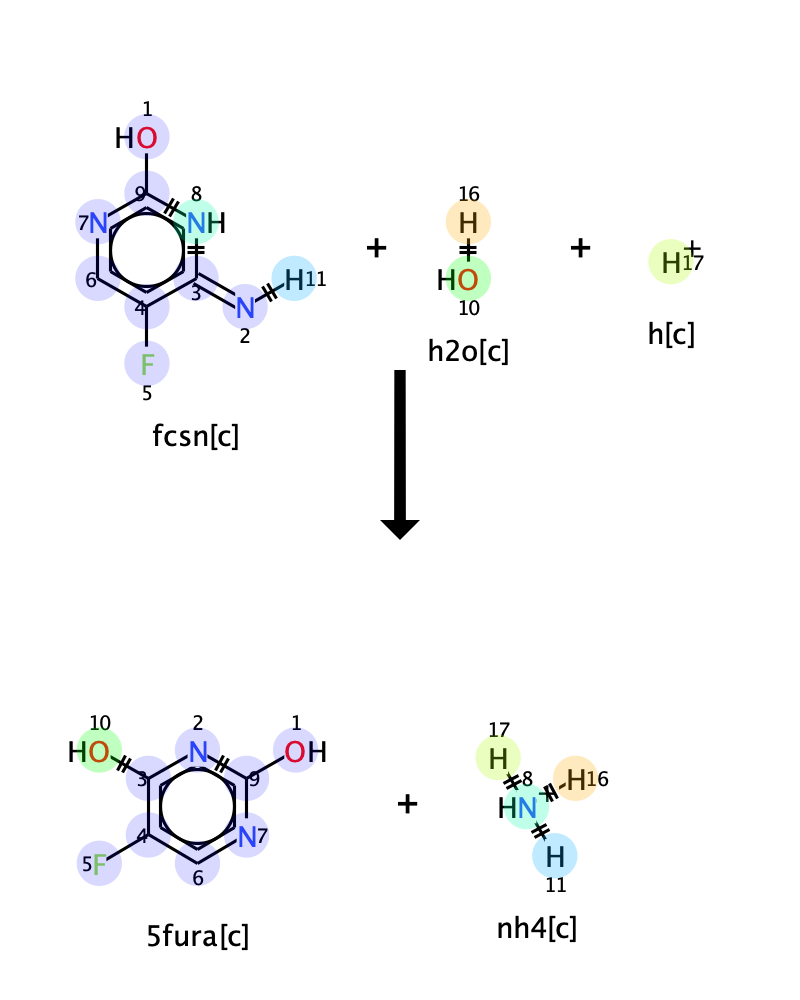 1
HO
9
8
16
7N
NH
H
+
+
H17+
6
3
H11
HO
4
N
10
2
h2o[c]
h[c]
F
5
fcsn[c]
10
2
1
17
HO
N
OH
H
8
H16
3
9
+
HN
4
N7
5F
6
H
11
5fura[c]
nh4[c]